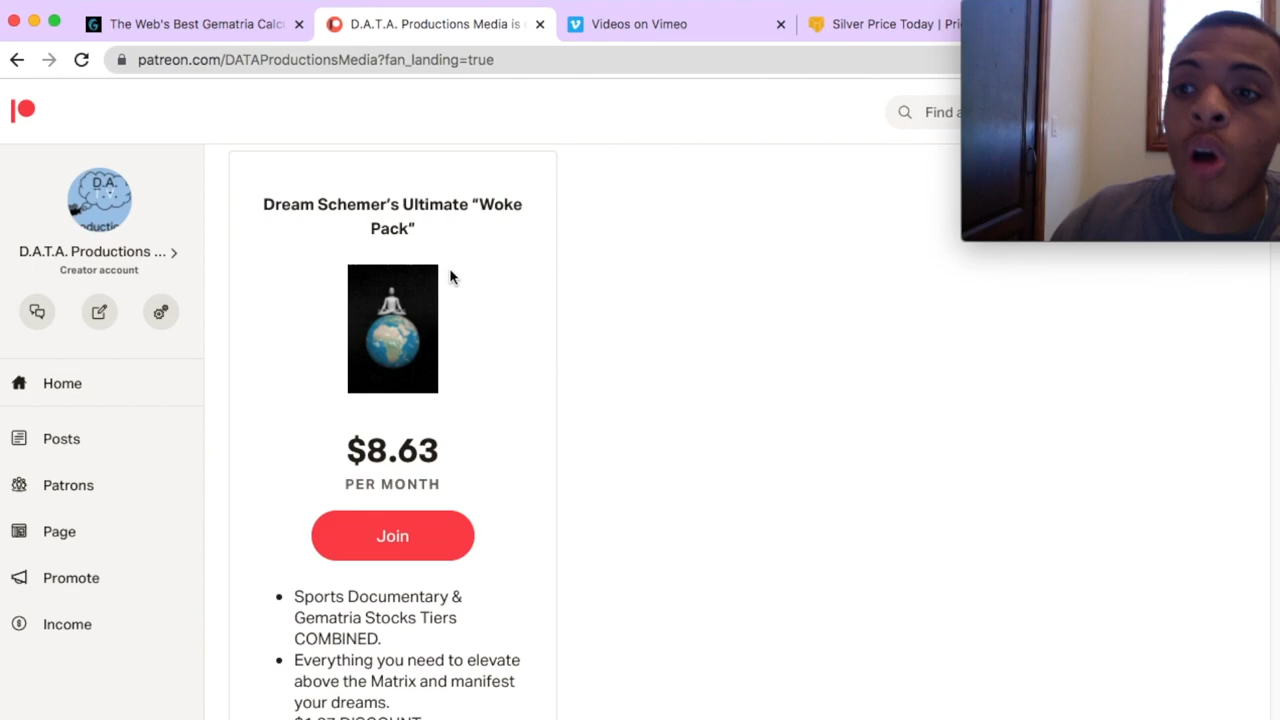 The Web's Best Gematria Calcu
D.A.T.A. Productions Media is
Videos on Vimeo
Silver Price Today | Pri
patreon.com/DATAProductionsMedia?fan_landing=true
Find a
D.A.T.A. Productions ...
Creator account
Home
Posts
Patrons
Page
Promote
Income
Dream Schemer's Ultimate “Woke
Pack”
$8.63
PER MONTH
Join
Sports Documentary &
Gematria Stocks Tiers
COMBINED.
Everything you need to elevate
above the Matrix and manifest
your dreams.
DISCOUNT